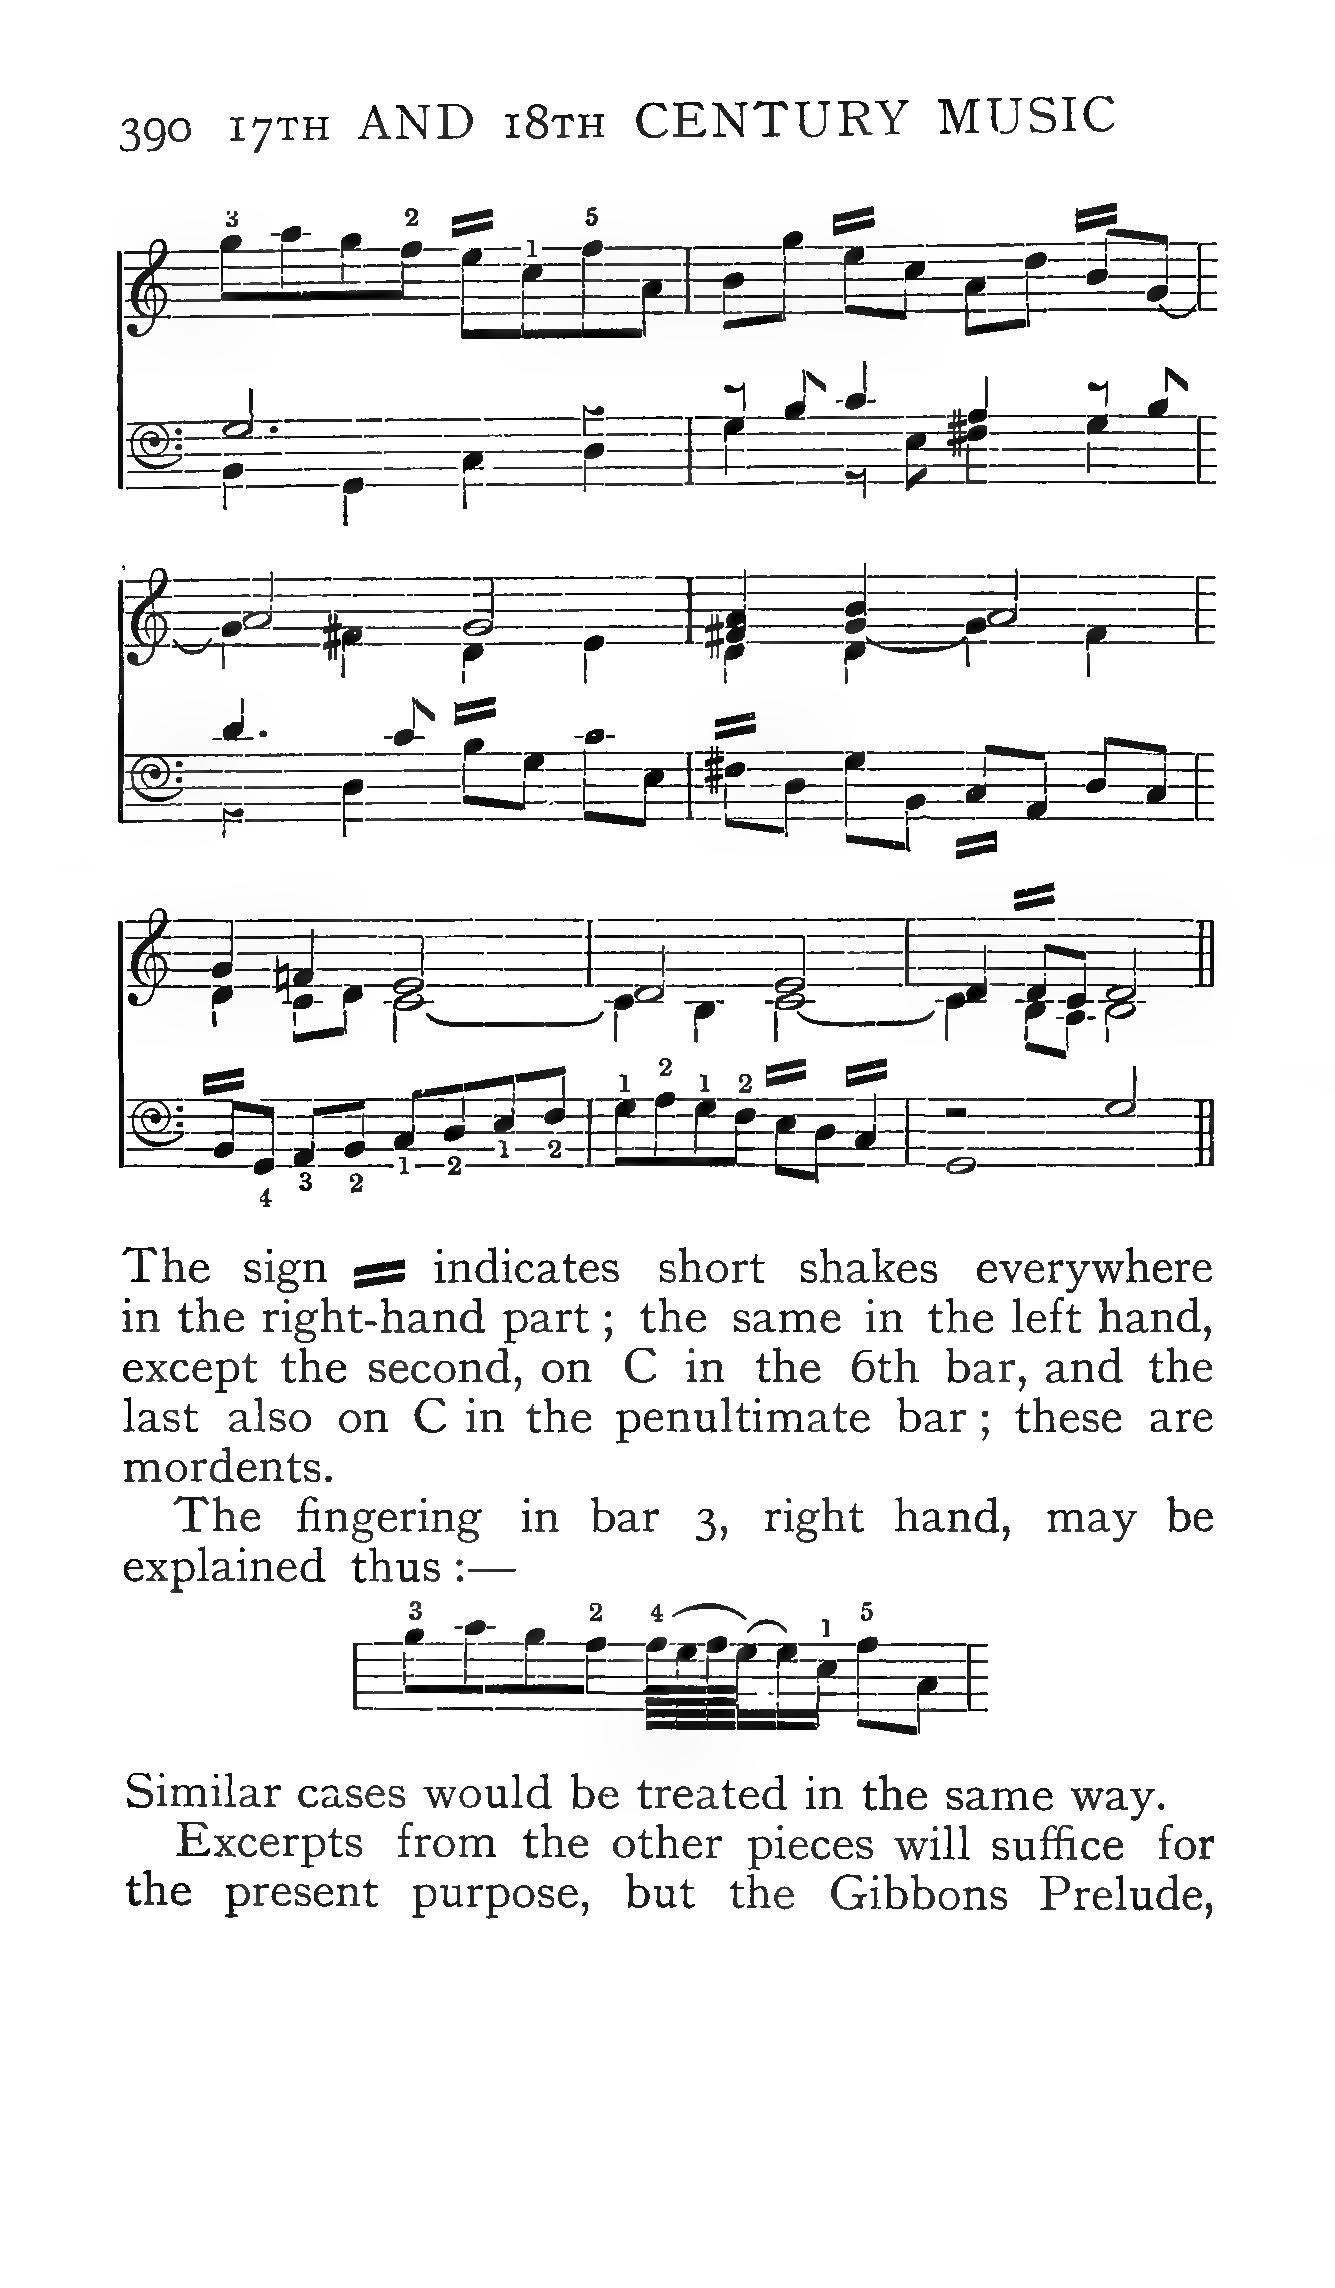 390 17TH AND 18TH CENTURY MUSIC
3 2 1 5
1 2 1 2
4 3 2 1 2 1 2
The sign indicates short shakes everywhere
in the right-hand part ; the same in the left hand,
except the second, on C in the 6th bar, and the
last also on C in the penultimate bar ; these are
mordents.
The fingering in bar 3, right hand, may be
explained thus :—
3 2 4 1 5
Similar cases would be treated in the same way.
Excerpts from the other pieces will suffice for
the present purpose, but the Gibbons Prelude,